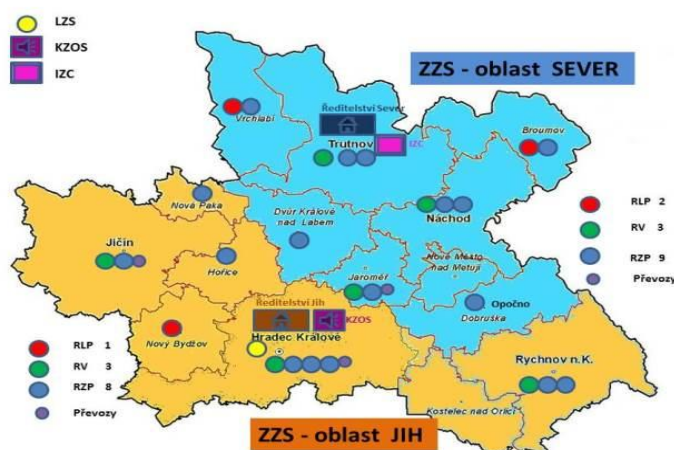 LZS
KZOS
IZC
ZZS - oblast SEVER
Ředitelství Sever
Vrchlabí
Trutnov
IZC
Broumov
RLP 2
RV 3
RZP 9
Převozy
Nová Paka
Dvůr Králové
nad Labem
Náchod
Jičín
Hořice
Nové Město
nad Metují
Jaroměř
Opočno
Dobruška
Ředitelství Jih
KZOS
Hradec Králové
Nový Bydžov
RLP 1
RV 3
RZP 8
Převozy
Rychnov n.K.
Kostelec nad Orlicí
ZZS - oblast JIH